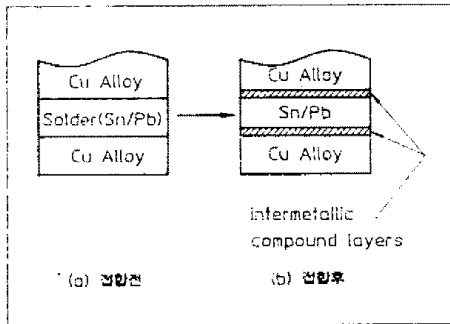 Cu Alloy
Solder(Sn/Pb)
Cu Alloy
(a) 접합전
Cu Alloy
Sn/Pb
Cu Alloy
intermetallic
compound layers
(b) 접합후